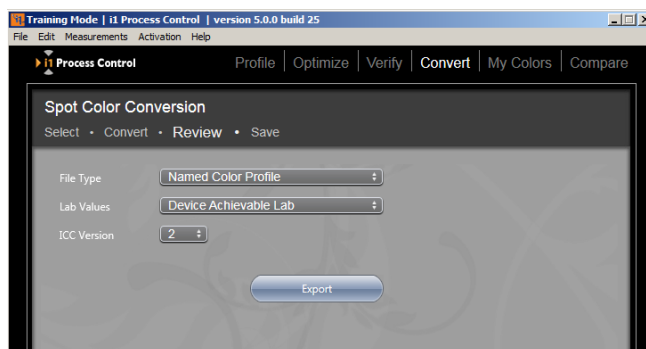 Training Mode | i1 Process Control | version 5.0.0 build 25
File Edit Measurements Activation Help
i1 Process Control Profile Optimize Verify Convert My Colors Compare
Spot Color Conversion
Select • Convert • Review • Save
File Type Named Color Profile
Lab Values Device Achievable Lab
ICC Version 2
Export